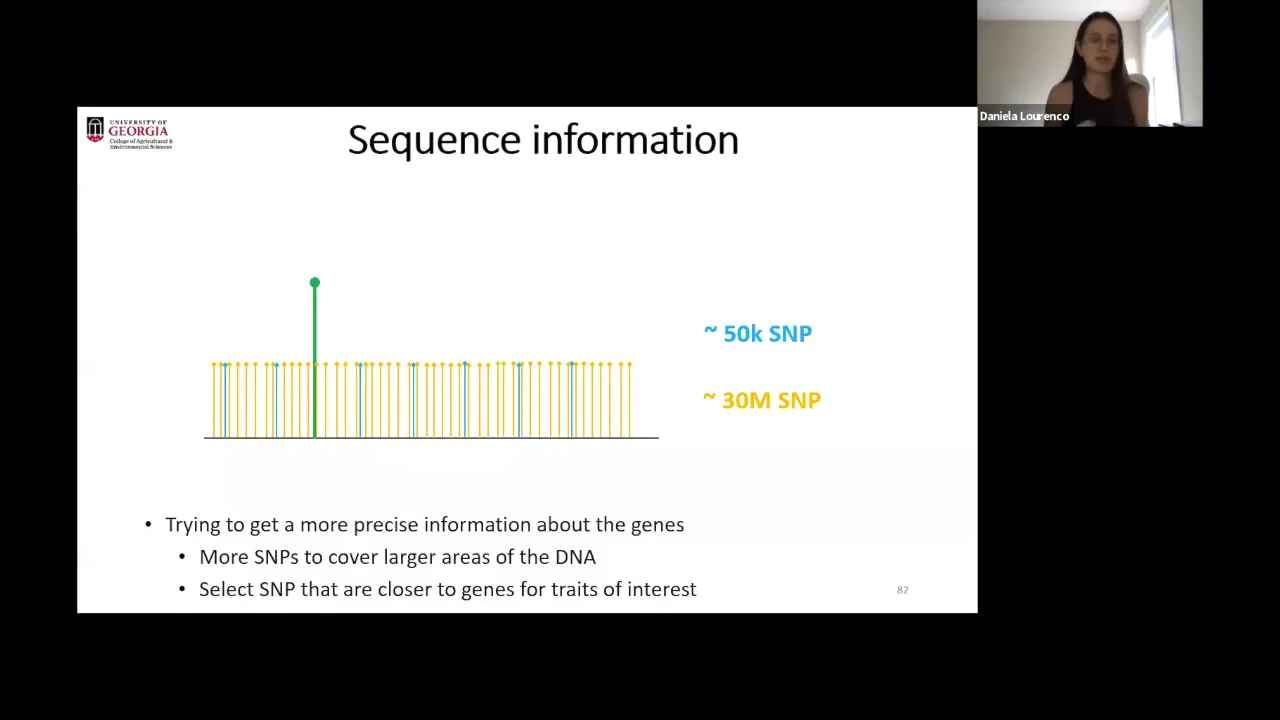 Daniela Lourenco
UNIVERSITY OF
GEORGIA
College of Agricultural &
Environmental Sciences
Sequence information
~ 50k SNP
~ 30M SNP
• Trying to get a more precise information about the genes
• More SNPs to cover larger areas of the DNA
• Select SNP that are closer to genes for traits of interest
82